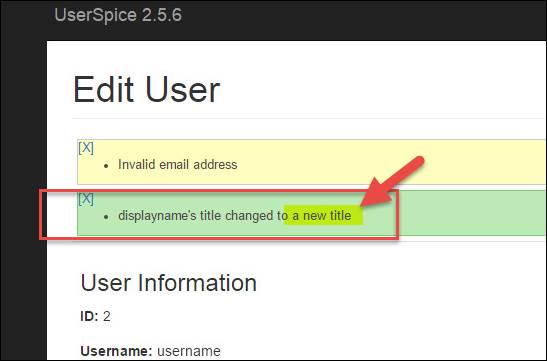 UserSpice 2.5.6
Edit User
[X]
Invalid email address
[X]
displayname's title changed to a new title
User Information
ID: 2
Username: username